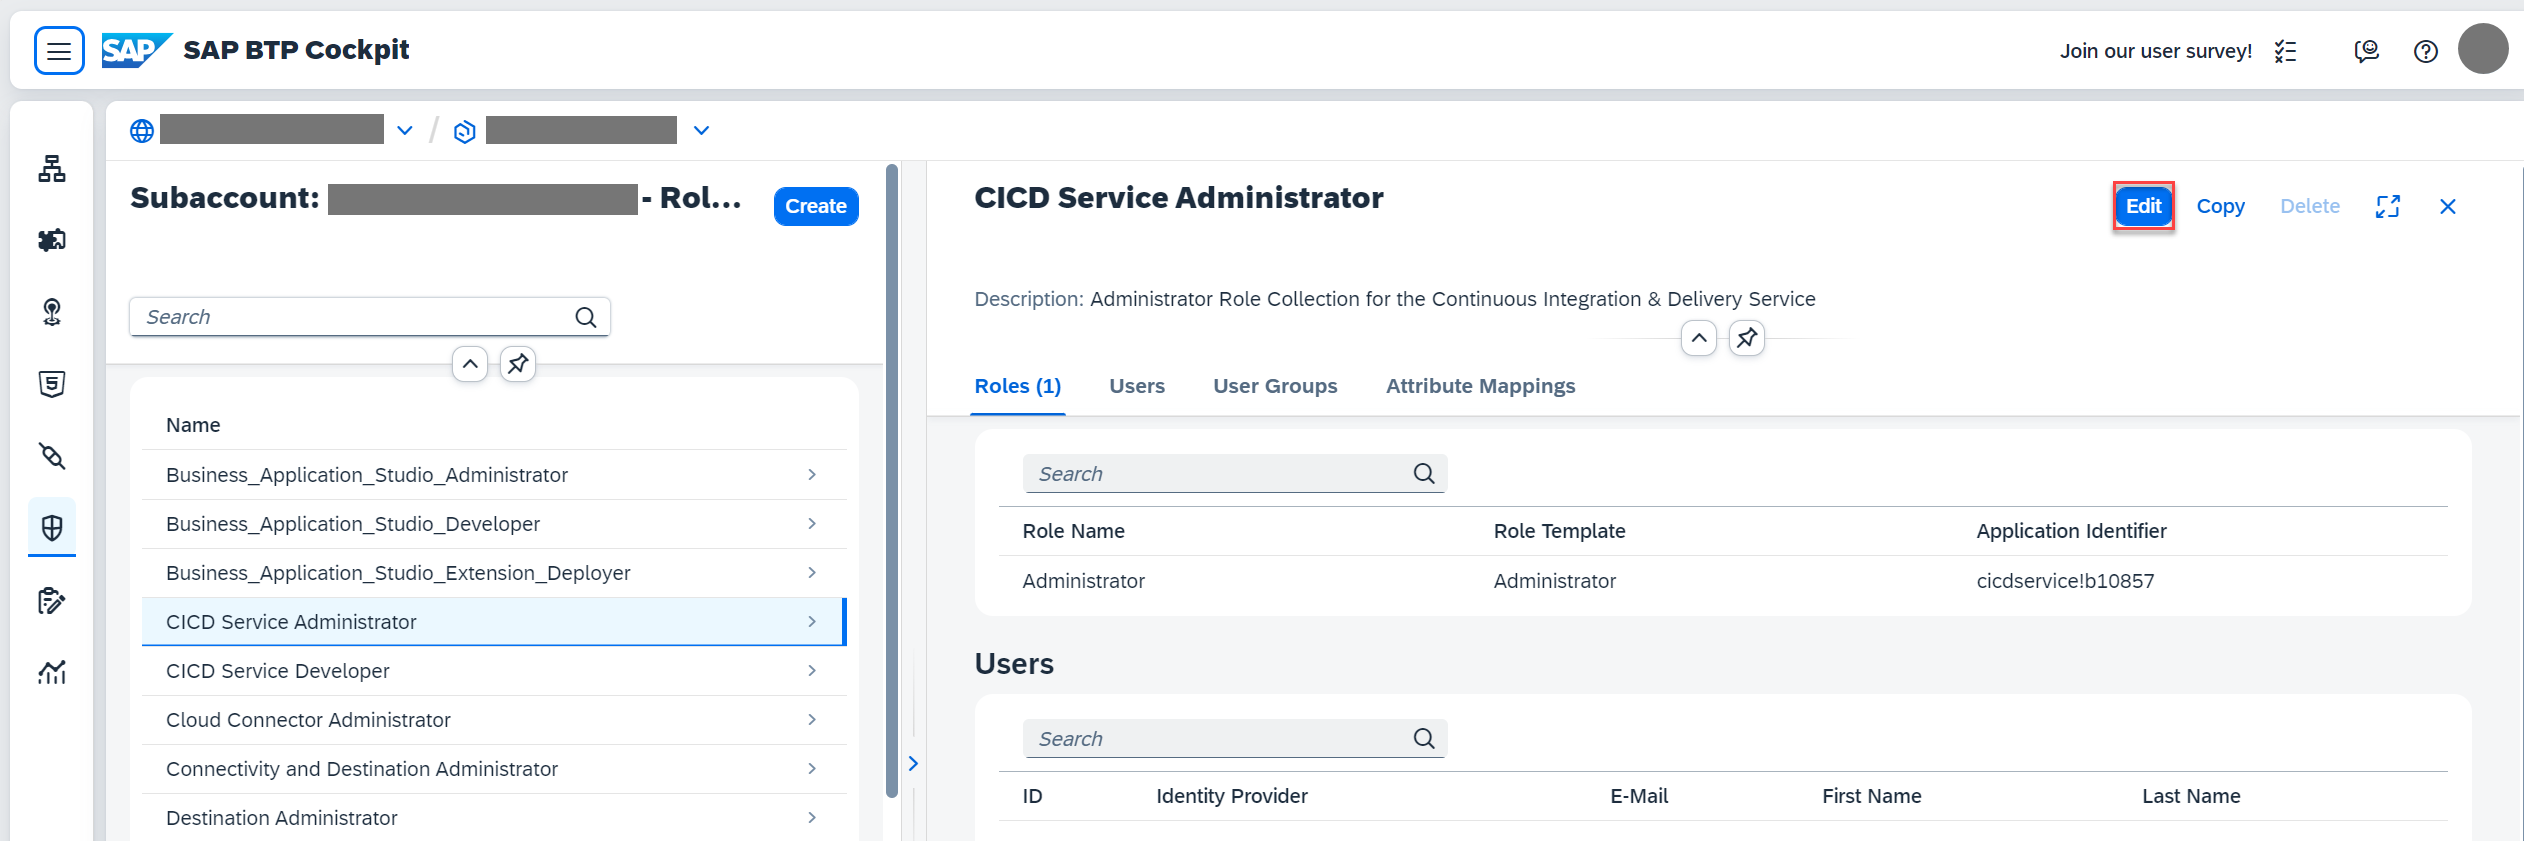 SAP SAP BTP Cockpit
Join our user survey!
Subaccount: - Rol...
Create
Search
Name
Business_Application_Studio_Administrator
Business_Application_Studio_Developer
Business_Application_Studio_Extension_Deployer
CICD Service Administrator
CICD Service Developer
Cloud Connector Administrator
Connectivity and Destination Administrator
Destination Administrator
CICD Service Administrator
Edit Copy Delete
Description: Administrator Role Collection for the Continuous Integration & Delivery Service
Roles (1) Users User Groups Attribute Mappings
Search
Role Name Role Template Application Identifier
Administrator Administrator cicdservice!b10857
Users
Search
ID Identity Provider E-Mail First Name Last Name